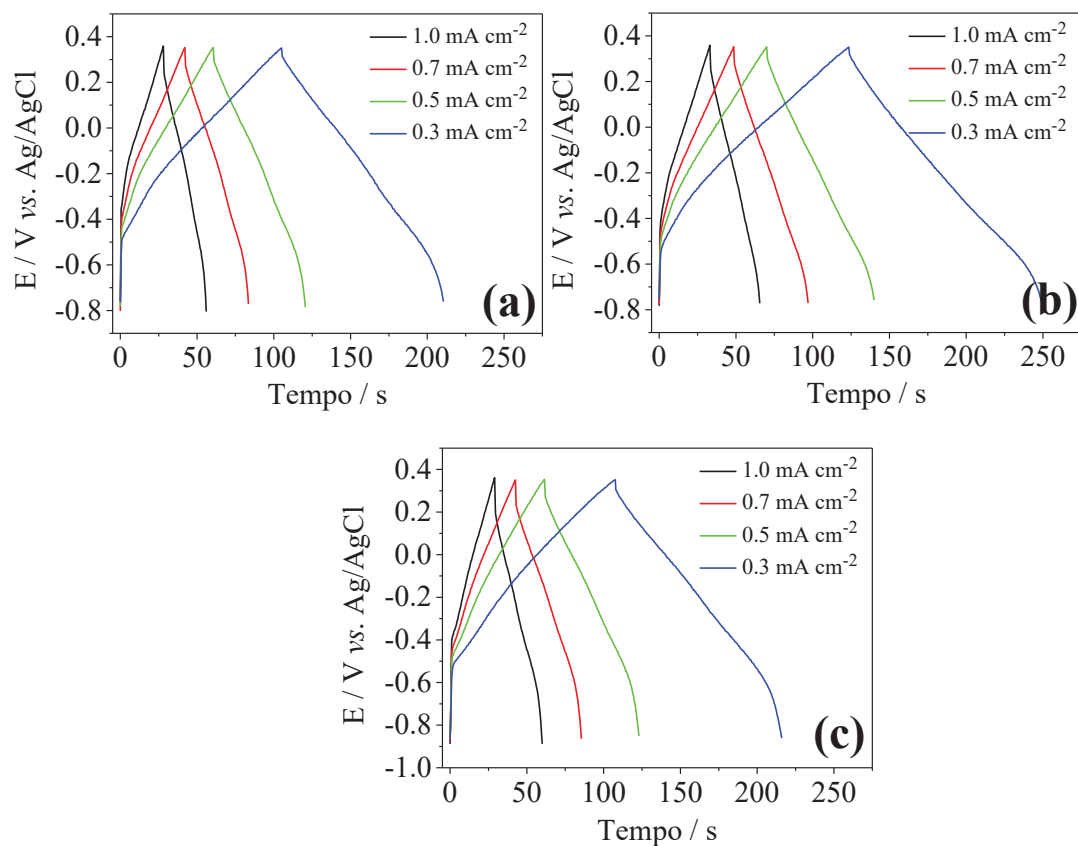 0.4
0.2
0.0
-0.2
-0.4
-0.6
-0.8
E / V vs. Ag/AgCl
1.0 mA cm⁻²
0.7 mA cm⁻²
0.5 mA cm⁻²
0.3 mA cm⁻²
(a)
0 50 100 150 200 250
Tempo / s
0.4
0.2
0.0
-0.2
-0.4
-0.6
-0.8
E / V vs. Ag/AgCl
1.0 mA cm⁻²
0.7 mA cm⁻²
0.5 mA cm⁻²
0.3 mA cm⁻²
(b)
0 50 100 150 200 250
Tempo / s
0.4
0.2
0.0
-0.2
-0.4
-0.6
-0.8
-1.0
E / V vs. Ag/AgCl
1.0 mA cm⁻²
0.7 mA cm⁻²
0.5 mA cm⁻²
0.3 mA cm⁻²
(c)
0 50 100 150 200 250
Tempo / s